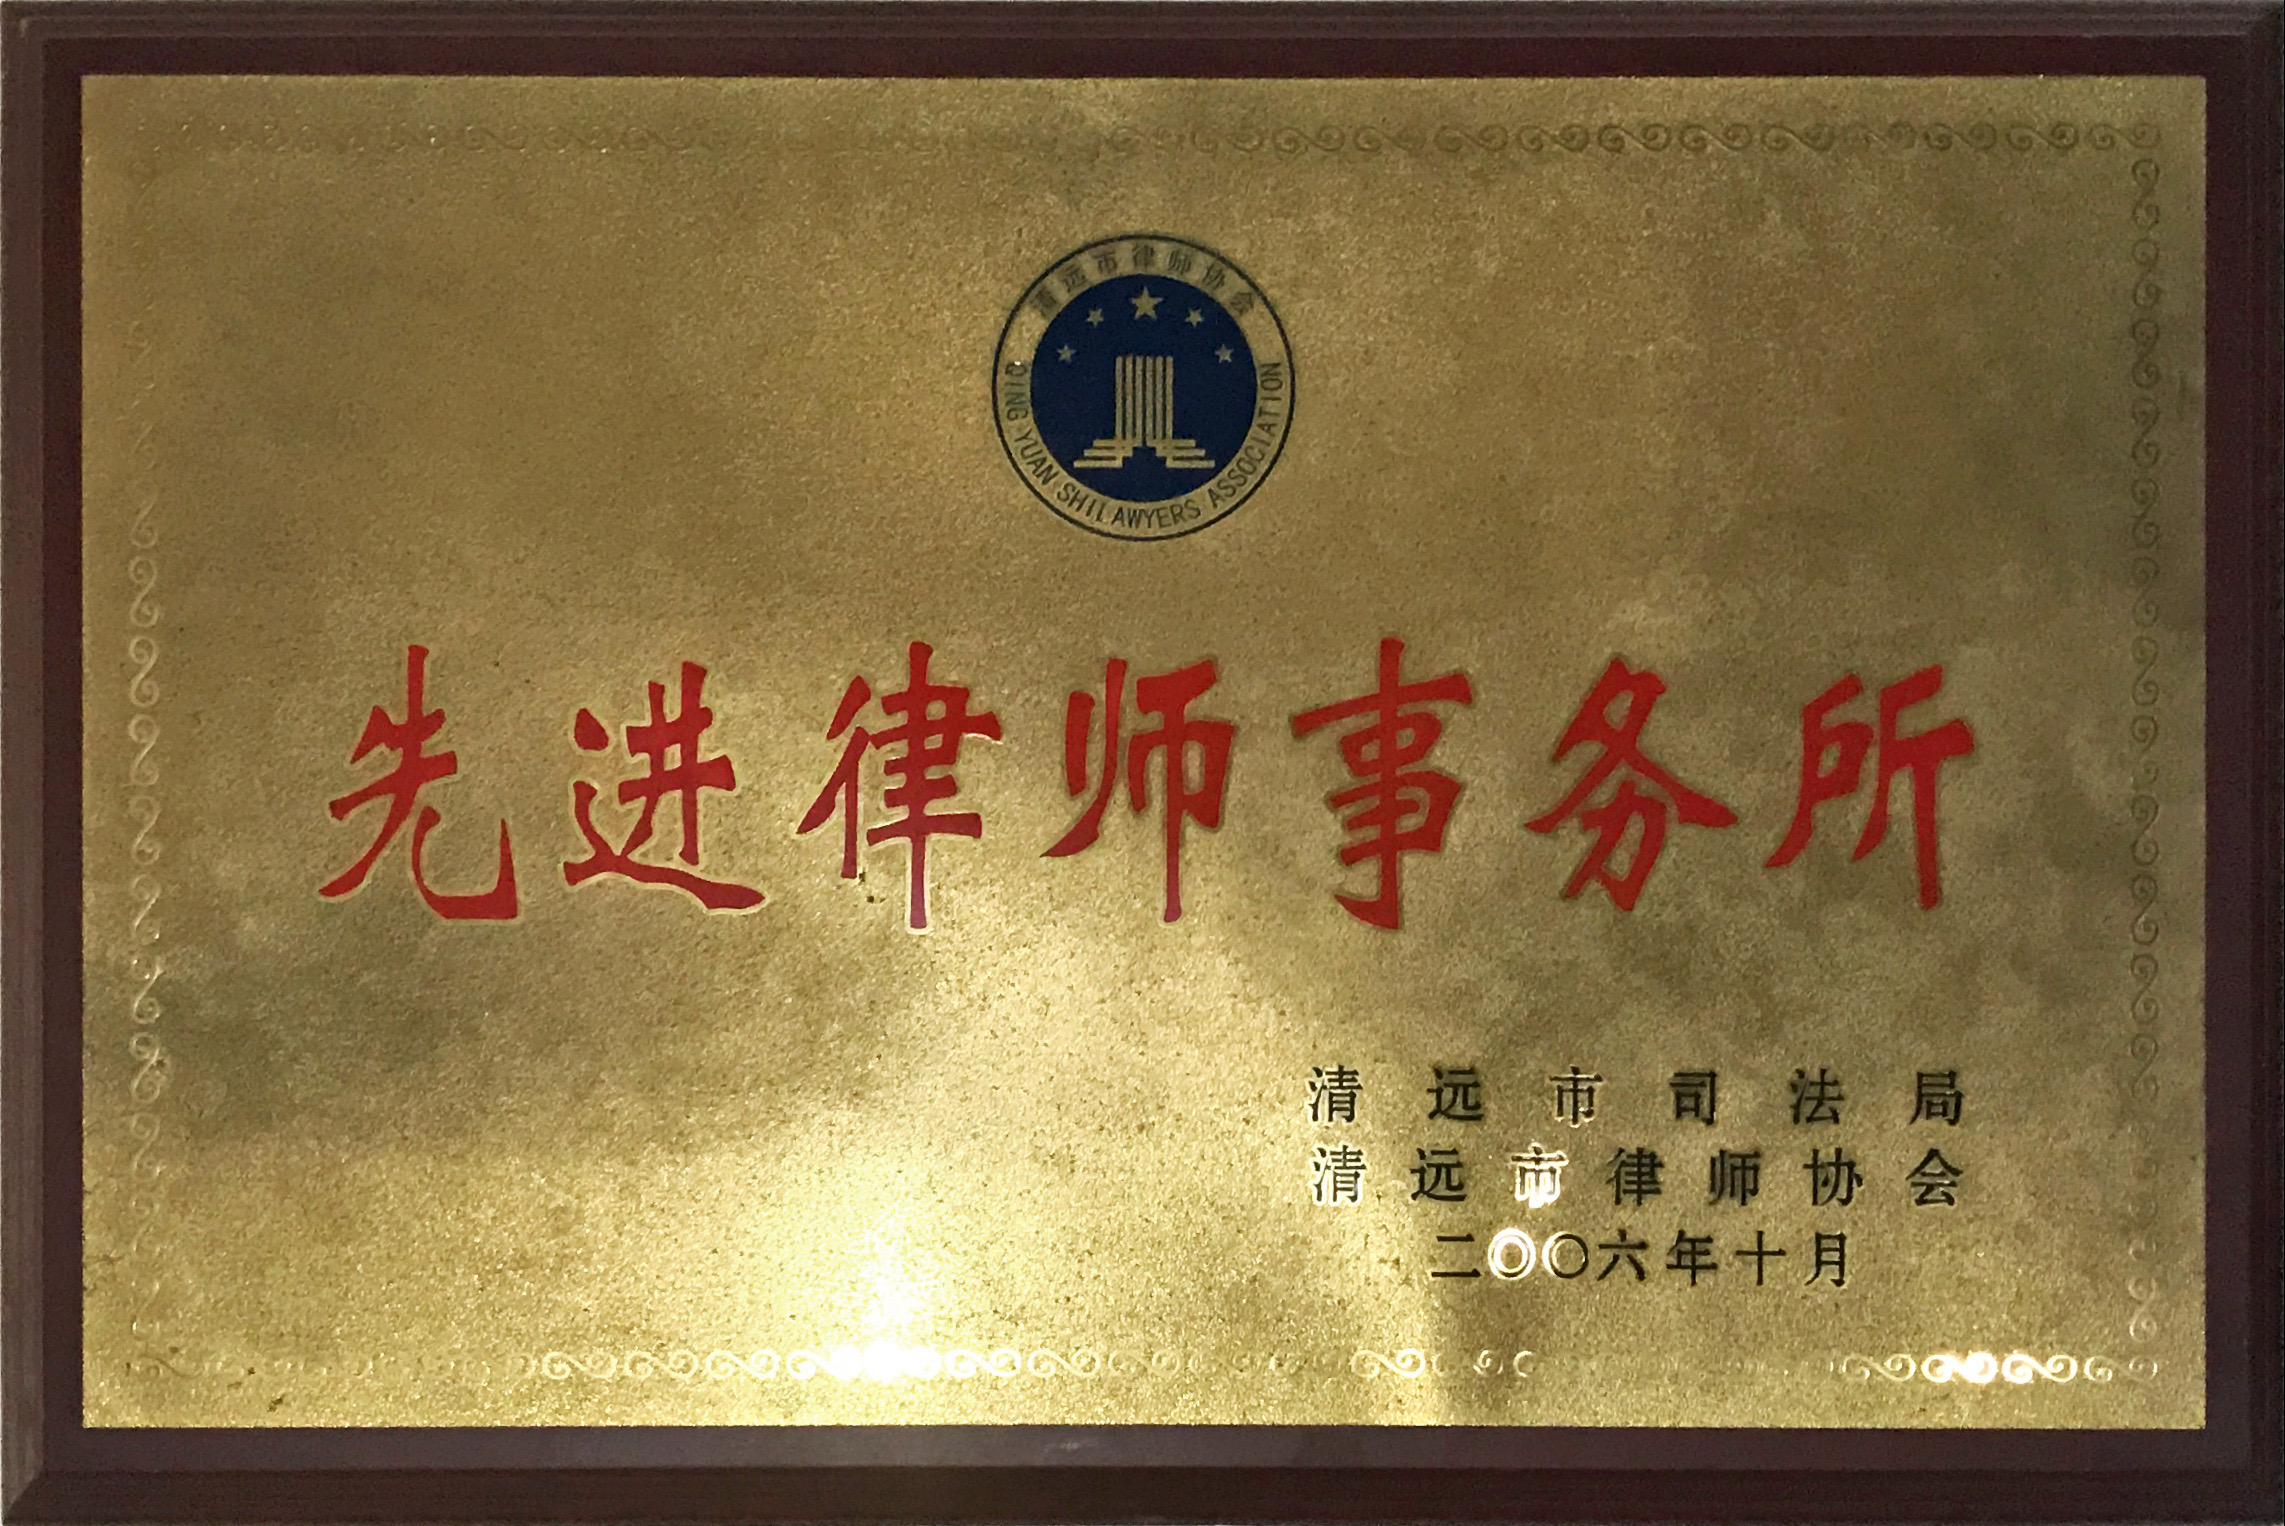 清远市律师协会
QING YUAN SHI LAWYERS ASSOCIATION
先进律师事务所
清远市司法局
清远市律师协会
二〇〇六年十月